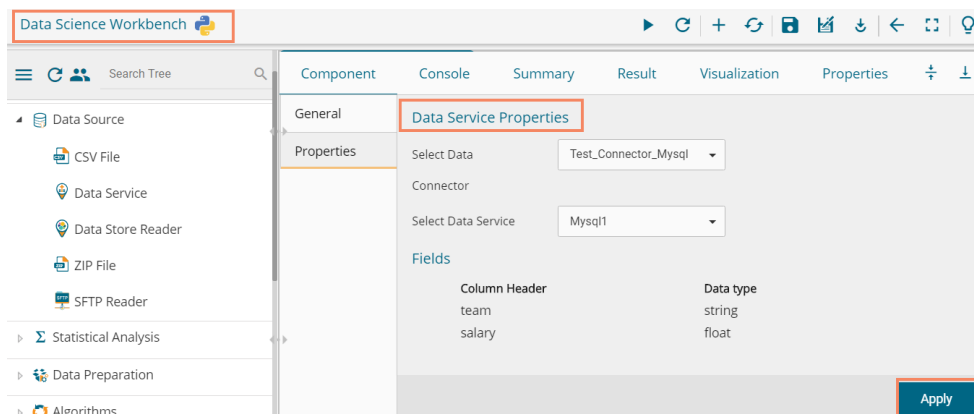 Data Science Workbench
Search Tree
Component Console Summary Result Visualization Properties
Data Source
CSV File
Data Service
Data Store Reader
ZIP File
SFTP Reader
Statistical Analysis
Data Preparation
Algorithms
General
Properties
Data Service Properties
Select Data
Connector
Test_Connector_Mysql
Select Data Service Mysql1
Fields
Column Header Data type
team string
salary float
Apply